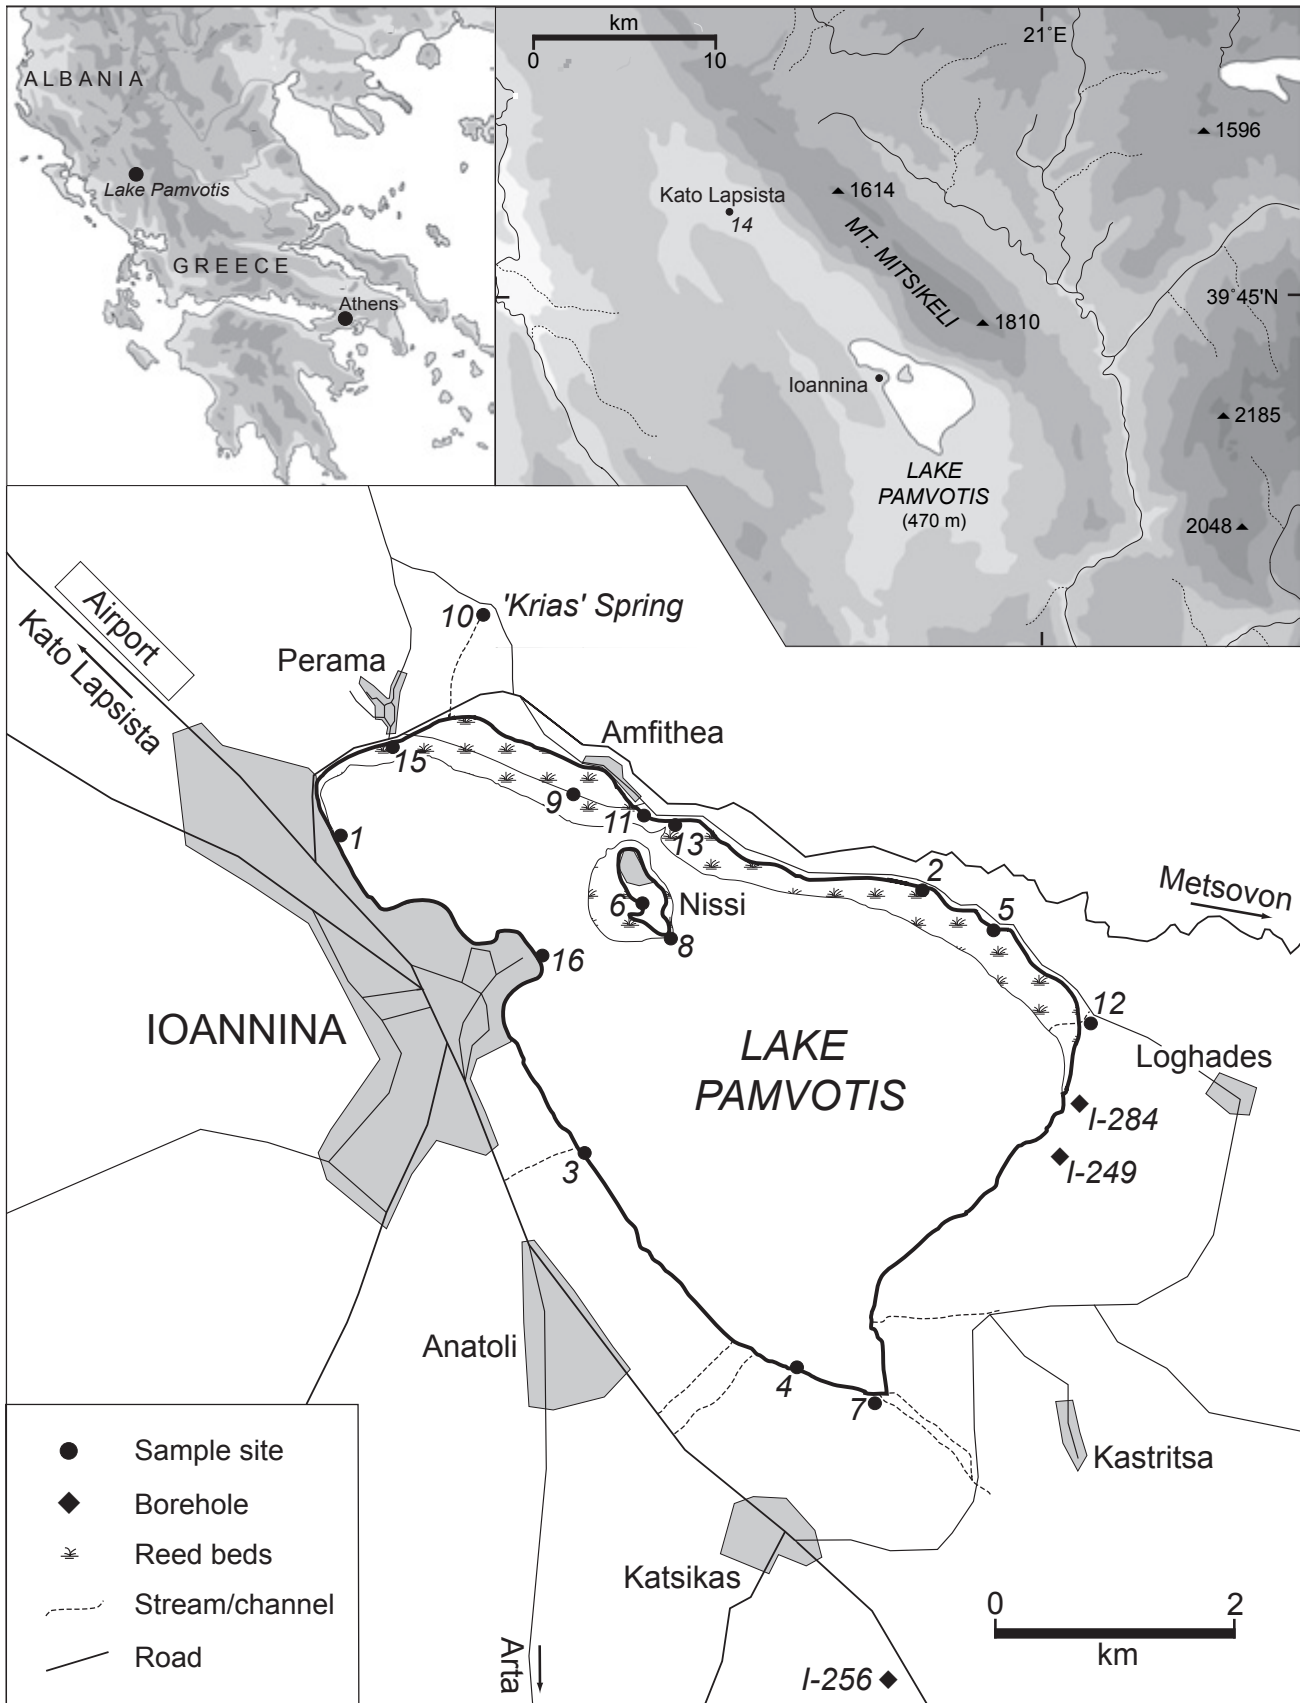 ALBANIA
Lake Pamvotis
GREECE
Athens
km
0 10
21°E
1596
Kato Lapsista
14
1614
MT. MITSIKELI
39°45'N
1810
Ioannina
2185
LAKE
PAMVOTIS
(470 m)
2048
Airport
Kato Lapsista
10
'Krias' Spring
Perama
Amfithea
15
9
11
13
1
2
Metsovon
6
Nissi
5
8
16
12
IOANNINA
LAKE
PAMVOTIS
Loghades
I-284
3
I-249
Anatoli
4
7
Kastritsa
Katsikas
Sample site
Borehole
Reed beds
Stream/channel
Road
Arta
I-256
0 2
km